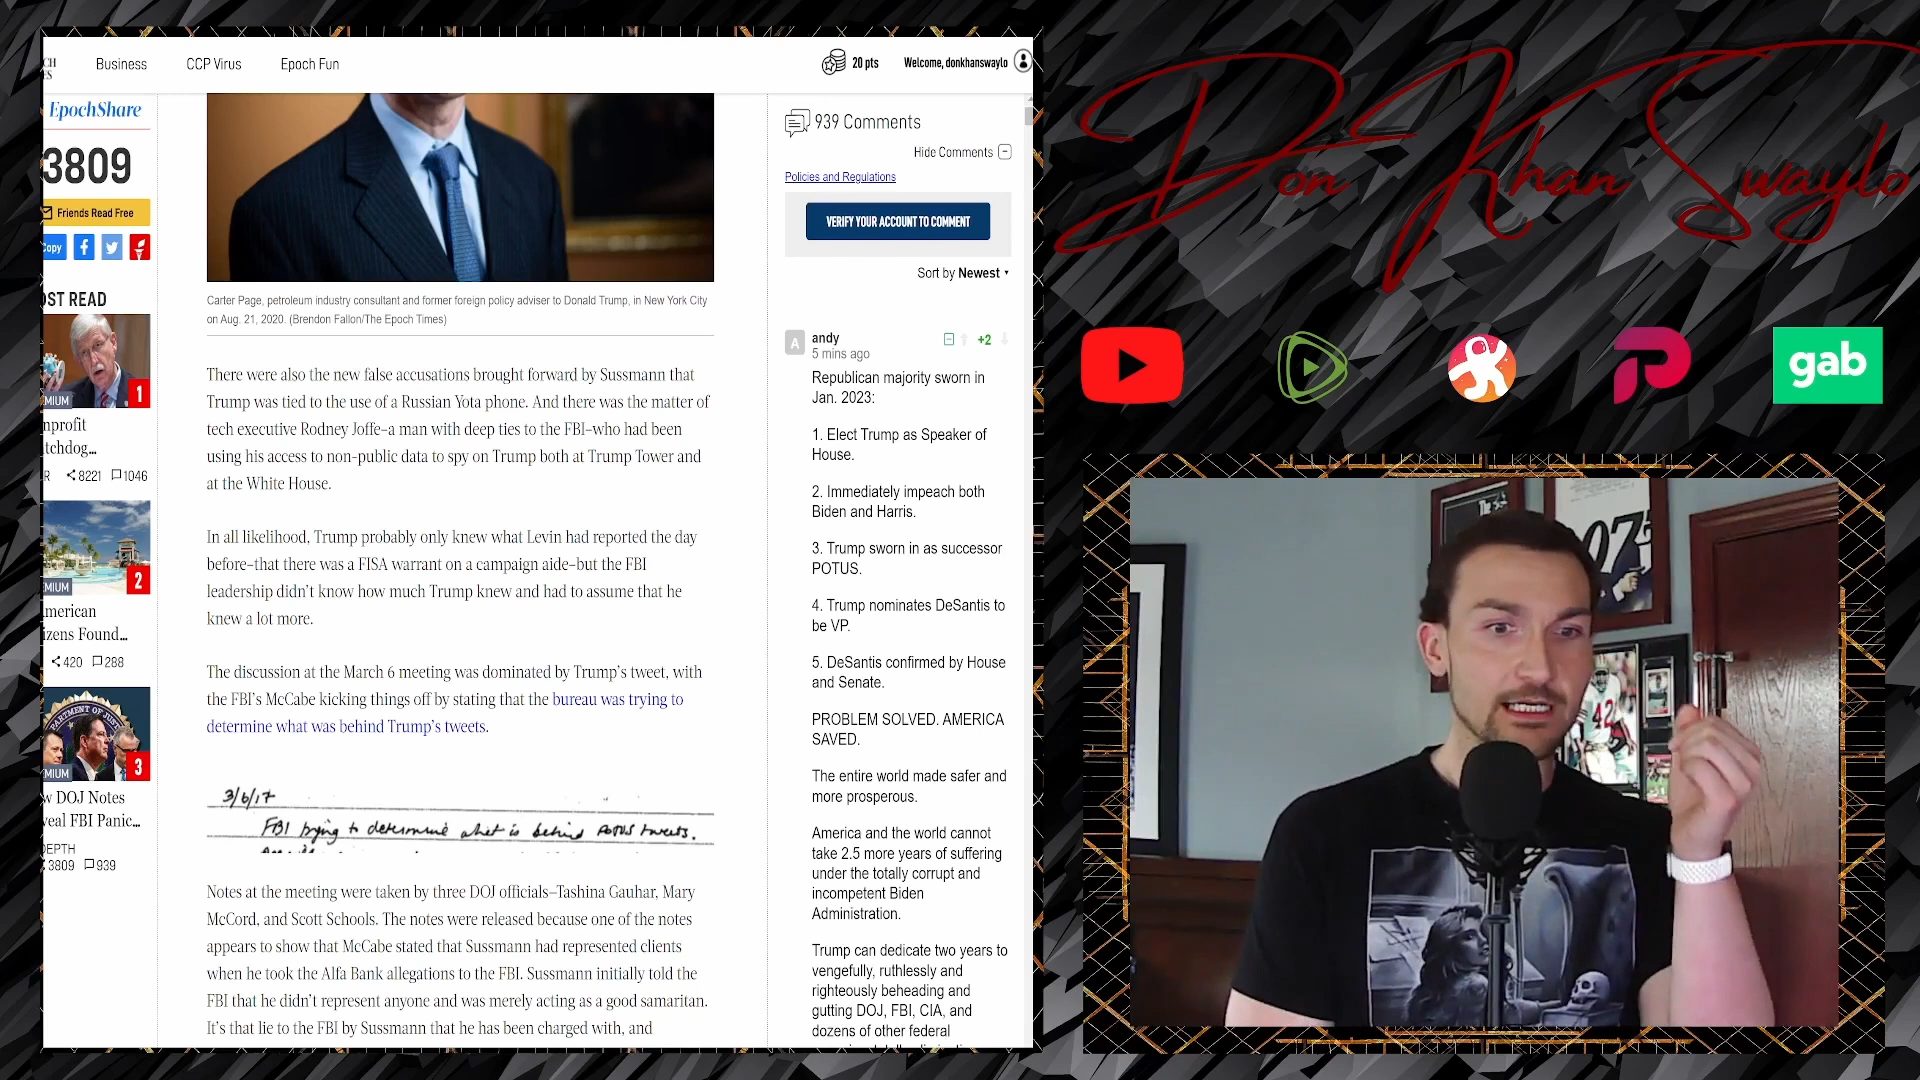 Business
CCP Virus
Epoch Fun
20 pts
Welcome, donkhanswaylo
EpochShare
3809
Friends Read Free
MOST READ
1
8221
1046
2
Found...
420
288
3
DOJ Notes
FBI Panic...
3809
939
Carter Page, petroleum industry consultant and former foreign policy adviser to Donald Trump, in New York City
on Aug. 21, 2020. (Brendon Fallon/The Epoch Times)
There were also the new false accusations brought forward by Sussmann that
Trump was tied to the use of a Russian Yota phone. And there was the matter of
tech executive Rodney Joffe–a man with deep ties to the FBI–who had been
using his access to non-public data to spy on Trump both at Trump Tower and
at the White House.
In all likelihood, Trump probably only knew what Levin had reported the day
before–that there was a FISA warrant on a campaign aide–but the FBI
leadership didn't know how much Trump knew and had to assume that he
knew a lot more.
The discussion at the March 6 meeting was dominated by Trump's tweet, with
the FBI's McCabe kicking things off by stating that the bureau was trying to
determine what was behind Trump's tweets.
3/6/17
FBI trying to determine what is behind POTUS tweets.
Notes at the meeting were taken by three DOJ officials–Tashina Gauhar, Mary
McCord, and Scott Schools. The notes were released because one of the notes
appears to show that McCabe stated that Sussmann had represented clients
when he took the Alfa Bank allegations to the FBI. Sussmann initially told the
FBI that he didn't represent anyone and was merely acting as a good samaritan.
It's that lie to the FBI by Sussmann that he has been charged with, and
939 Comments
Hide Comments
Policies and Regulations
VERIFY YOUR ACCOUNT TO COMMENT
Sort by Newest
A
andy
+2
5 mins ago
Republican majority sworn in
Jan. 2023:
1. Elect Trump as Speaker of
House.
2. Immediately impeach both
Biden and Harris.
3. Trump sworn in as successor
POTUS.
4. Trump nominates DeSantis to
be VP.
5. DeSantis confirmed by House
and Senate.
PROBLEM SOLVED. AMERICA
SAVED.
The entire world made safer and
more prosperous.
America and the world cannot
take 2.5 more years of suffering
under the totally corrupt and
incompetent Biden
Administration.
Trump can dedicate two years to
vengefully, ruthlessly and
righteously beheading and
gutting DOJ, FBI, CIA, and
dozens of other federal
Don Khan Swaylo
gab
007
42